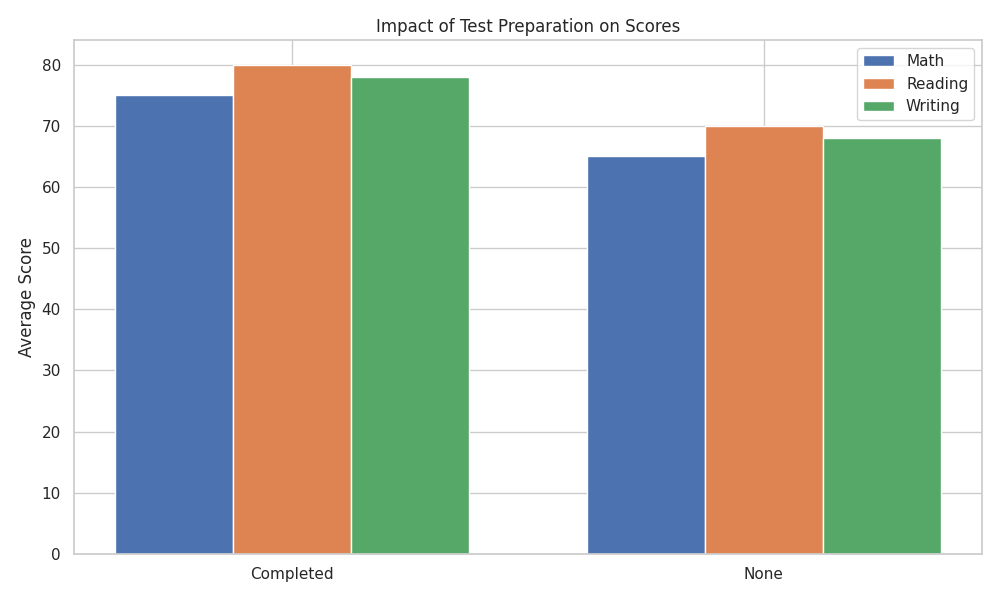 Impact of Test Preparation on Scores
Math
Reading
Writing
Average Score
80
70
60
50
40
30
20
10
0
Completed
None